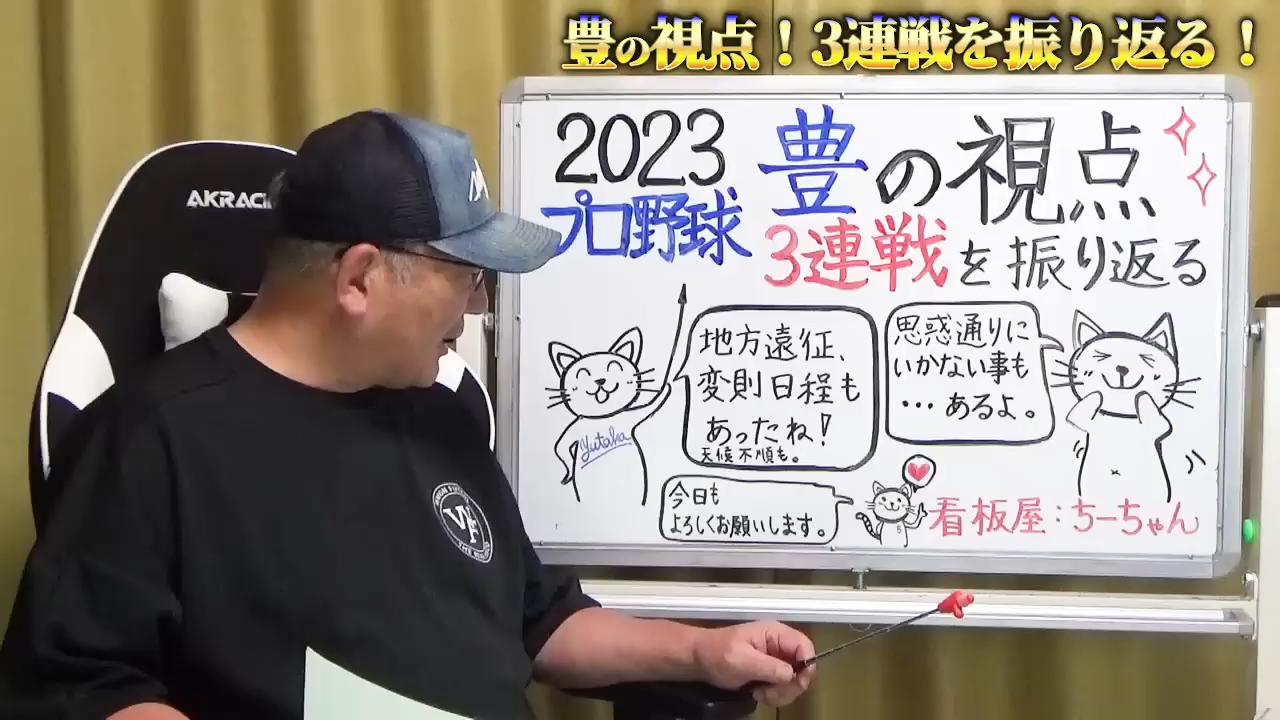 豊の視点！3連戦を振り返る！
2023 豊の視点
プロ野球 3連戦を振り返る
AKRACI
地方遠征、
変則日程も
あったね！
天候不順も。
思惑通りに
いかない事も
…あるよ。
Yutaka
今日も
よろしくお願いします。
看板屋：ちーちゃん